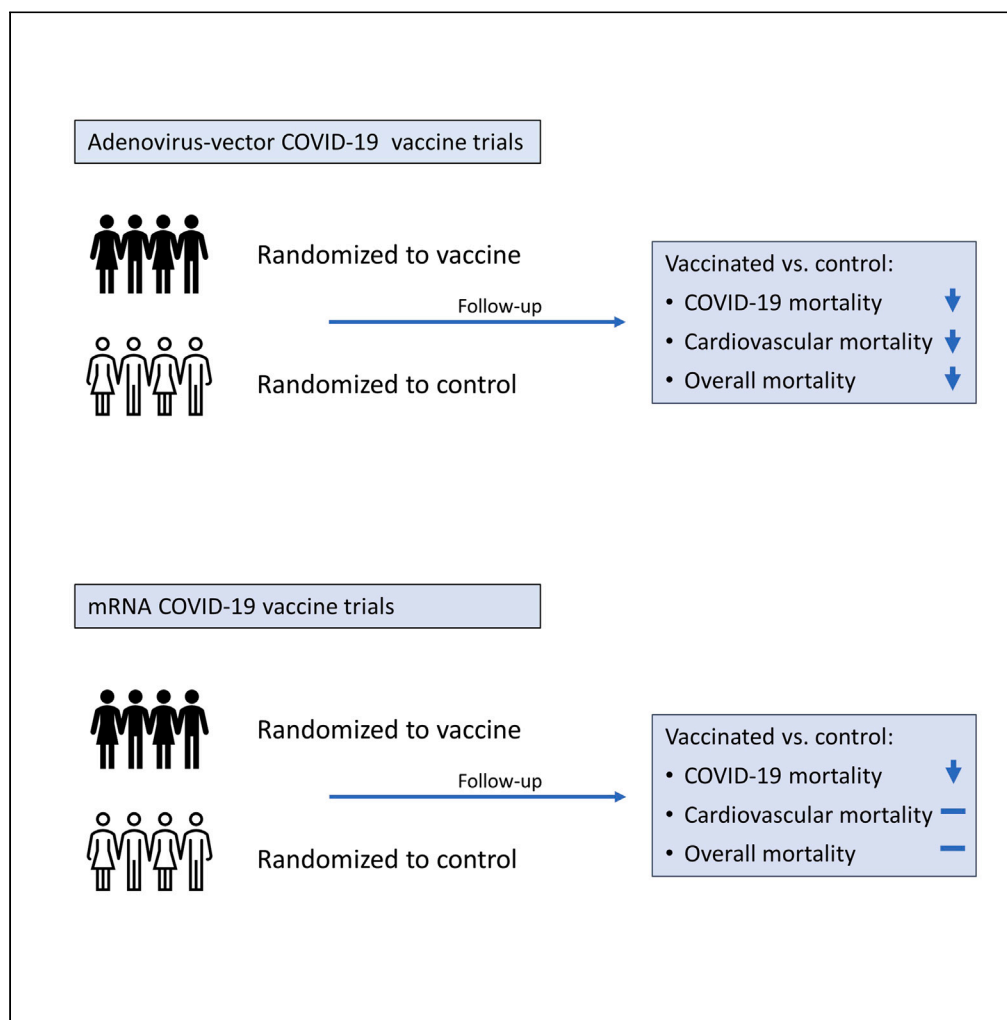 Adenovirus-vector COVID-19 vaccine trials
Randomized to vaccine
Follow-up
Randomized to control
Vaccinated vs. control:
• COVID-19 mortality
• Cardiovascular mortality
• Overall mortality
mRNA COVID-19 vaccine trials
Randomized to vaccine
Follow-up
Randomized to control
Vaccinated vs. control:
• COVID-19 mortality
• Cardiovascular mortality
• Overall mortality